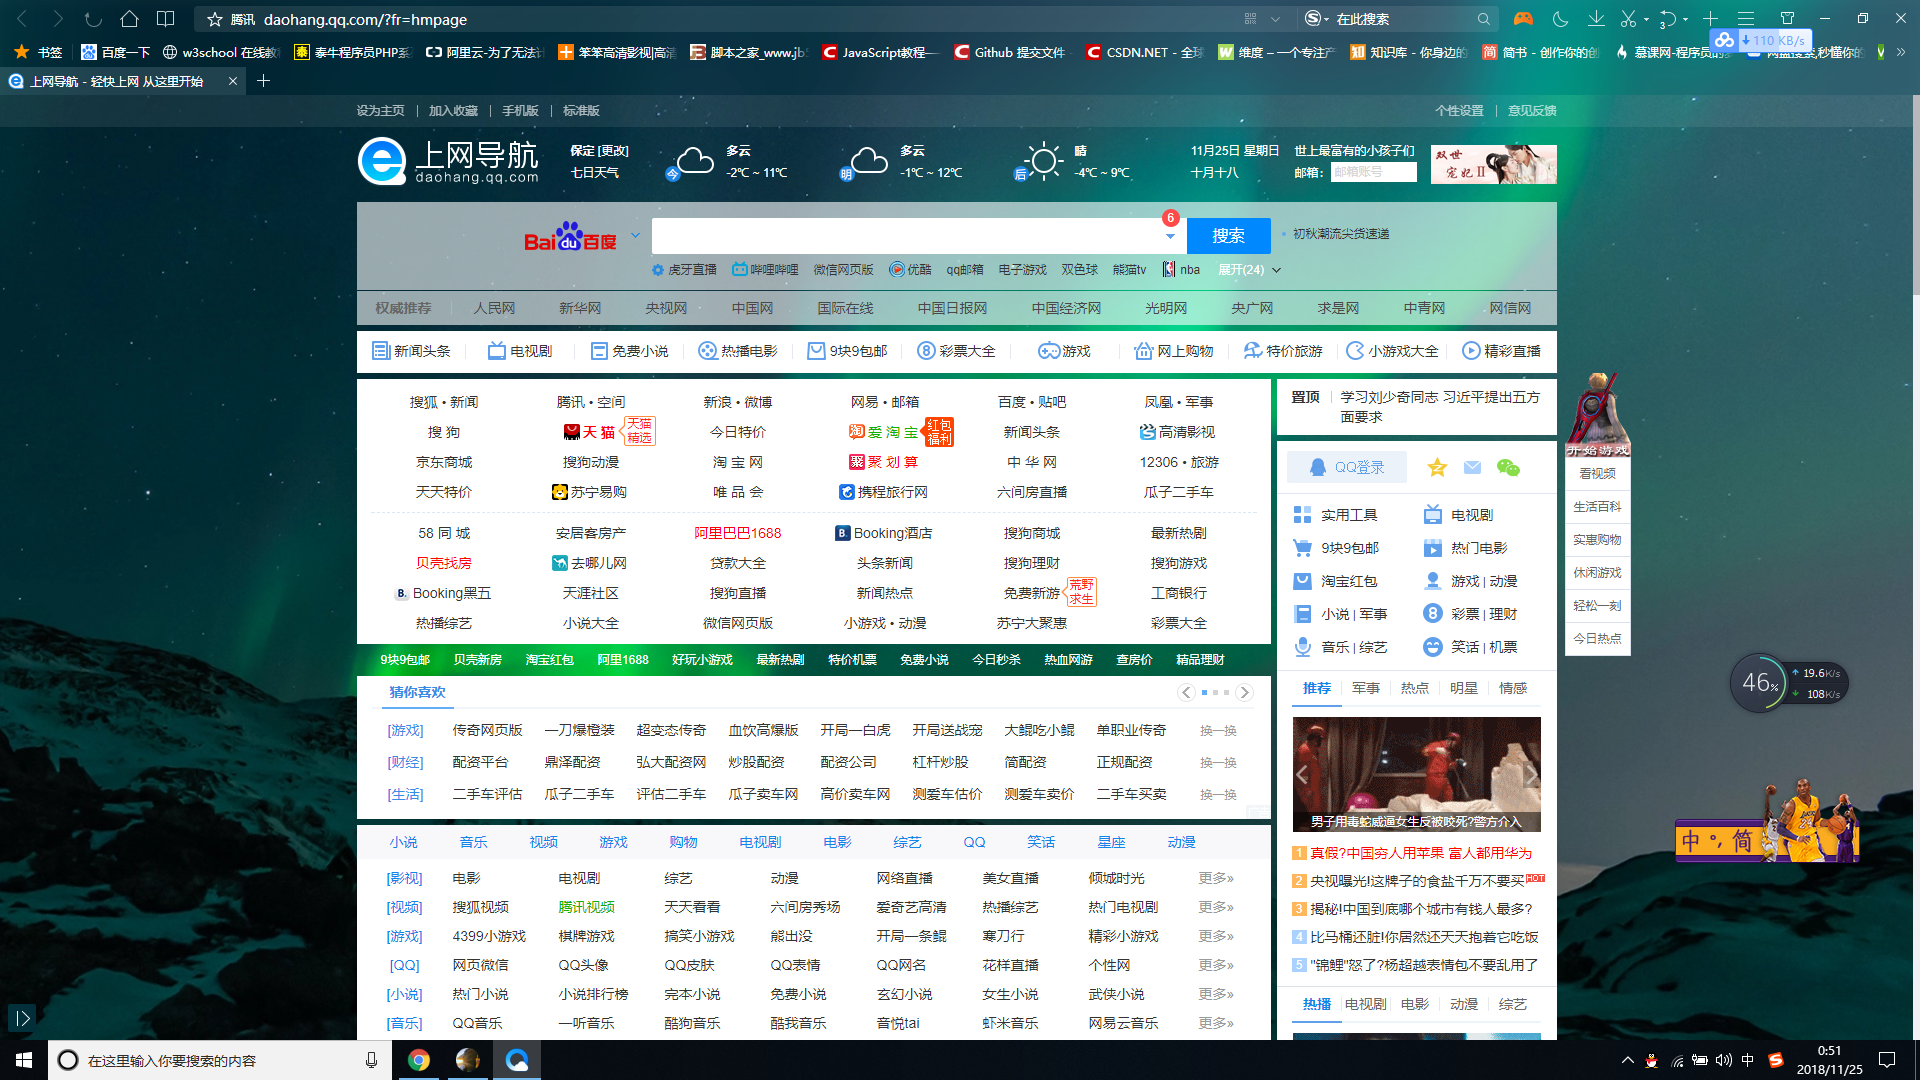 腾讯 daohang.qq.com/?fr=hmpage
在此搜索
书签 百度一下 w3school 在线教 泰牛程序员PHP系 阿里云-为了无法计 笨笨高清影视|高清 脚本之家_www.jb5 JavaScript教程— Github 提交文件 CSDN.NET - 全球 维度 – 一个专注产 知识库 - 你身边的 简书 - 创作你的创 慕课网-程序员的
110 KB/s
上网导航 - 轻快上网 从这里开始
设为主页 | 加入收藏 | 手机版 | 标准版
个性设置 | 意见反馈
上网导航
daohang.qq.com
保定 [更改]
七日天气
今 多云
-2℃ ~ 11℃
明 多云
-1℃ ~ 12℃
后 晴
-4℃ ~ 9℃
11月25日 星期日
十月十八
世上最富有的小孩子们
邮箱: 邮箱账号
双世
宠妃II
Baidu百度
6
搜索
初秋潮流尖货速递
虎牙直播 哔哩哔哩 微信网页版 优酷 qq邮箱 电子游戏 双色球 熊猫tv nba 展开(24)
权威推荐 人民网 新华网 央视网 中国网 国际在线 中国日报网 中国经济网 光明网 央广网 求是网 中青网 网信网
新闻头条 电视剧 免费小说 热播电影 9块9包邮 彩票大全 游戏 网上购物 特价旅游 小游戏大全 精彩直播
搜狐 • 新闻 腾讯 • 空间 新浪 • 微博 网易 • 邮箱 百度 • 贴吧 凤凰 • 军事
搜 狗 天 猫 天猫精选 今日特价 爱 淘 宝 红包福利 新闻头条 高清影视
京东商城 搜狗动漫 淘 宝 网 聚 划 算 中 华 网 12306 • 旅游
天天特价 苏宁易购 唯 品 会 携程旅行网 六间房直播 瓜子二手车
58 同 城 安居客房产 阿里巴巴1688 Booking酒店 搜狗商城 最新热剧
贝壳找房 去哪儿网 贷款大全 头条新闻 搜狗理财 搜狗游戏
Booking黑五 天涯社区 搜狗直播 新闻热点 免费新游 荒野求生 工商银行
热播综艺 小说大全 微信网页版 小游戏 • 动漫 苏宁大聚惠 彩票大全
9块9包邮 贝壳新房 淘宝红包 阿里1688 好玩小游戏 最新热剧 特价机票 免费小说 今日秒杀 热血网游 查房价 精品理财
猜你喜欢
[游戏] 传奇网页版 一刀爆橙装 超变态传奇 血饮高爆版 开局一白虎 开局送战宠 大鲲吃小鲲 单职业传奇 换一换
[财经] 配资平台 鼎泽配资 弘大配资网 炒股配资 配资公司 杠杆炒股 简配资 正规配资 换一换
[生活] 二手车评估 瓜子二手车 评估二手车 瓜子卖车网 高价卖车网 测爱车估价 测爱车卖价 二手车买卖 换一换
小说 音乐 视频 游戏 购物 电视剧 电影 综艺 QQ 笑话 星座 动漫
[影视] 电影 电视剧 综艺 动漫 网络直播 美女直播 倾城时光 更多»
[视频] 搜狐视频 腾讯视频 天天看看 六间房秀场 爱奇艺高清 热播综艺 热门电视剧 更多»
[游戏] 4399小游戏 棋牌游戏 搞笑小游戏 熊出没 开局一条鲲 寒刀行 精彩小游戏 更多»
[QQ] 网页微信 QQ头像 QQ皮肤 QQ表情 QQ网名 花样直播 个性网 更多»
[小说] 热门小说 小说排行榜 完本小说 免费小说 玄幻小说 女生小说 武侠小说 更多»
[音乐] QQ音乐 一听音乐 酷狗音乐 酷我音乐 音悦tai 虾米音乐 网易云音乐 更多»
置顶 | 学习刘少奇同志 习近平提出五方
面要求
QQ登录
实用工具 电视剧
9块9包邮 热门电影
淘宝红包 游戏 | 动漫
小说 | 军事 彩票 | 理财
音乐 | 综艺 笑话 | 机票
推荐 军事 热点 明星 情感
男子用毒蛇威逼女生反被咬死?警方介入
1 真假?中国穷人用苹果 富人都用华为
2 央视曝光!这牌子的食盐千万不要买 HOT
3 揭秘!中国到底哪个城市有钱人最多?
4 比马桶还脏!你居然还天天抱着它吃饭
5 "锦鲤"怒了?杨超越表情包不要乱用了
热播 电视剧 电影 动漫 综艺
开始游戏
看视频
生活百科
实惠购物
休闲游戏
轻松一刻
今日热点
46%
19.6K/s
108K/s
中 °, 简
在这里输入你要搜索的内容
中
0:51
2018/11/25